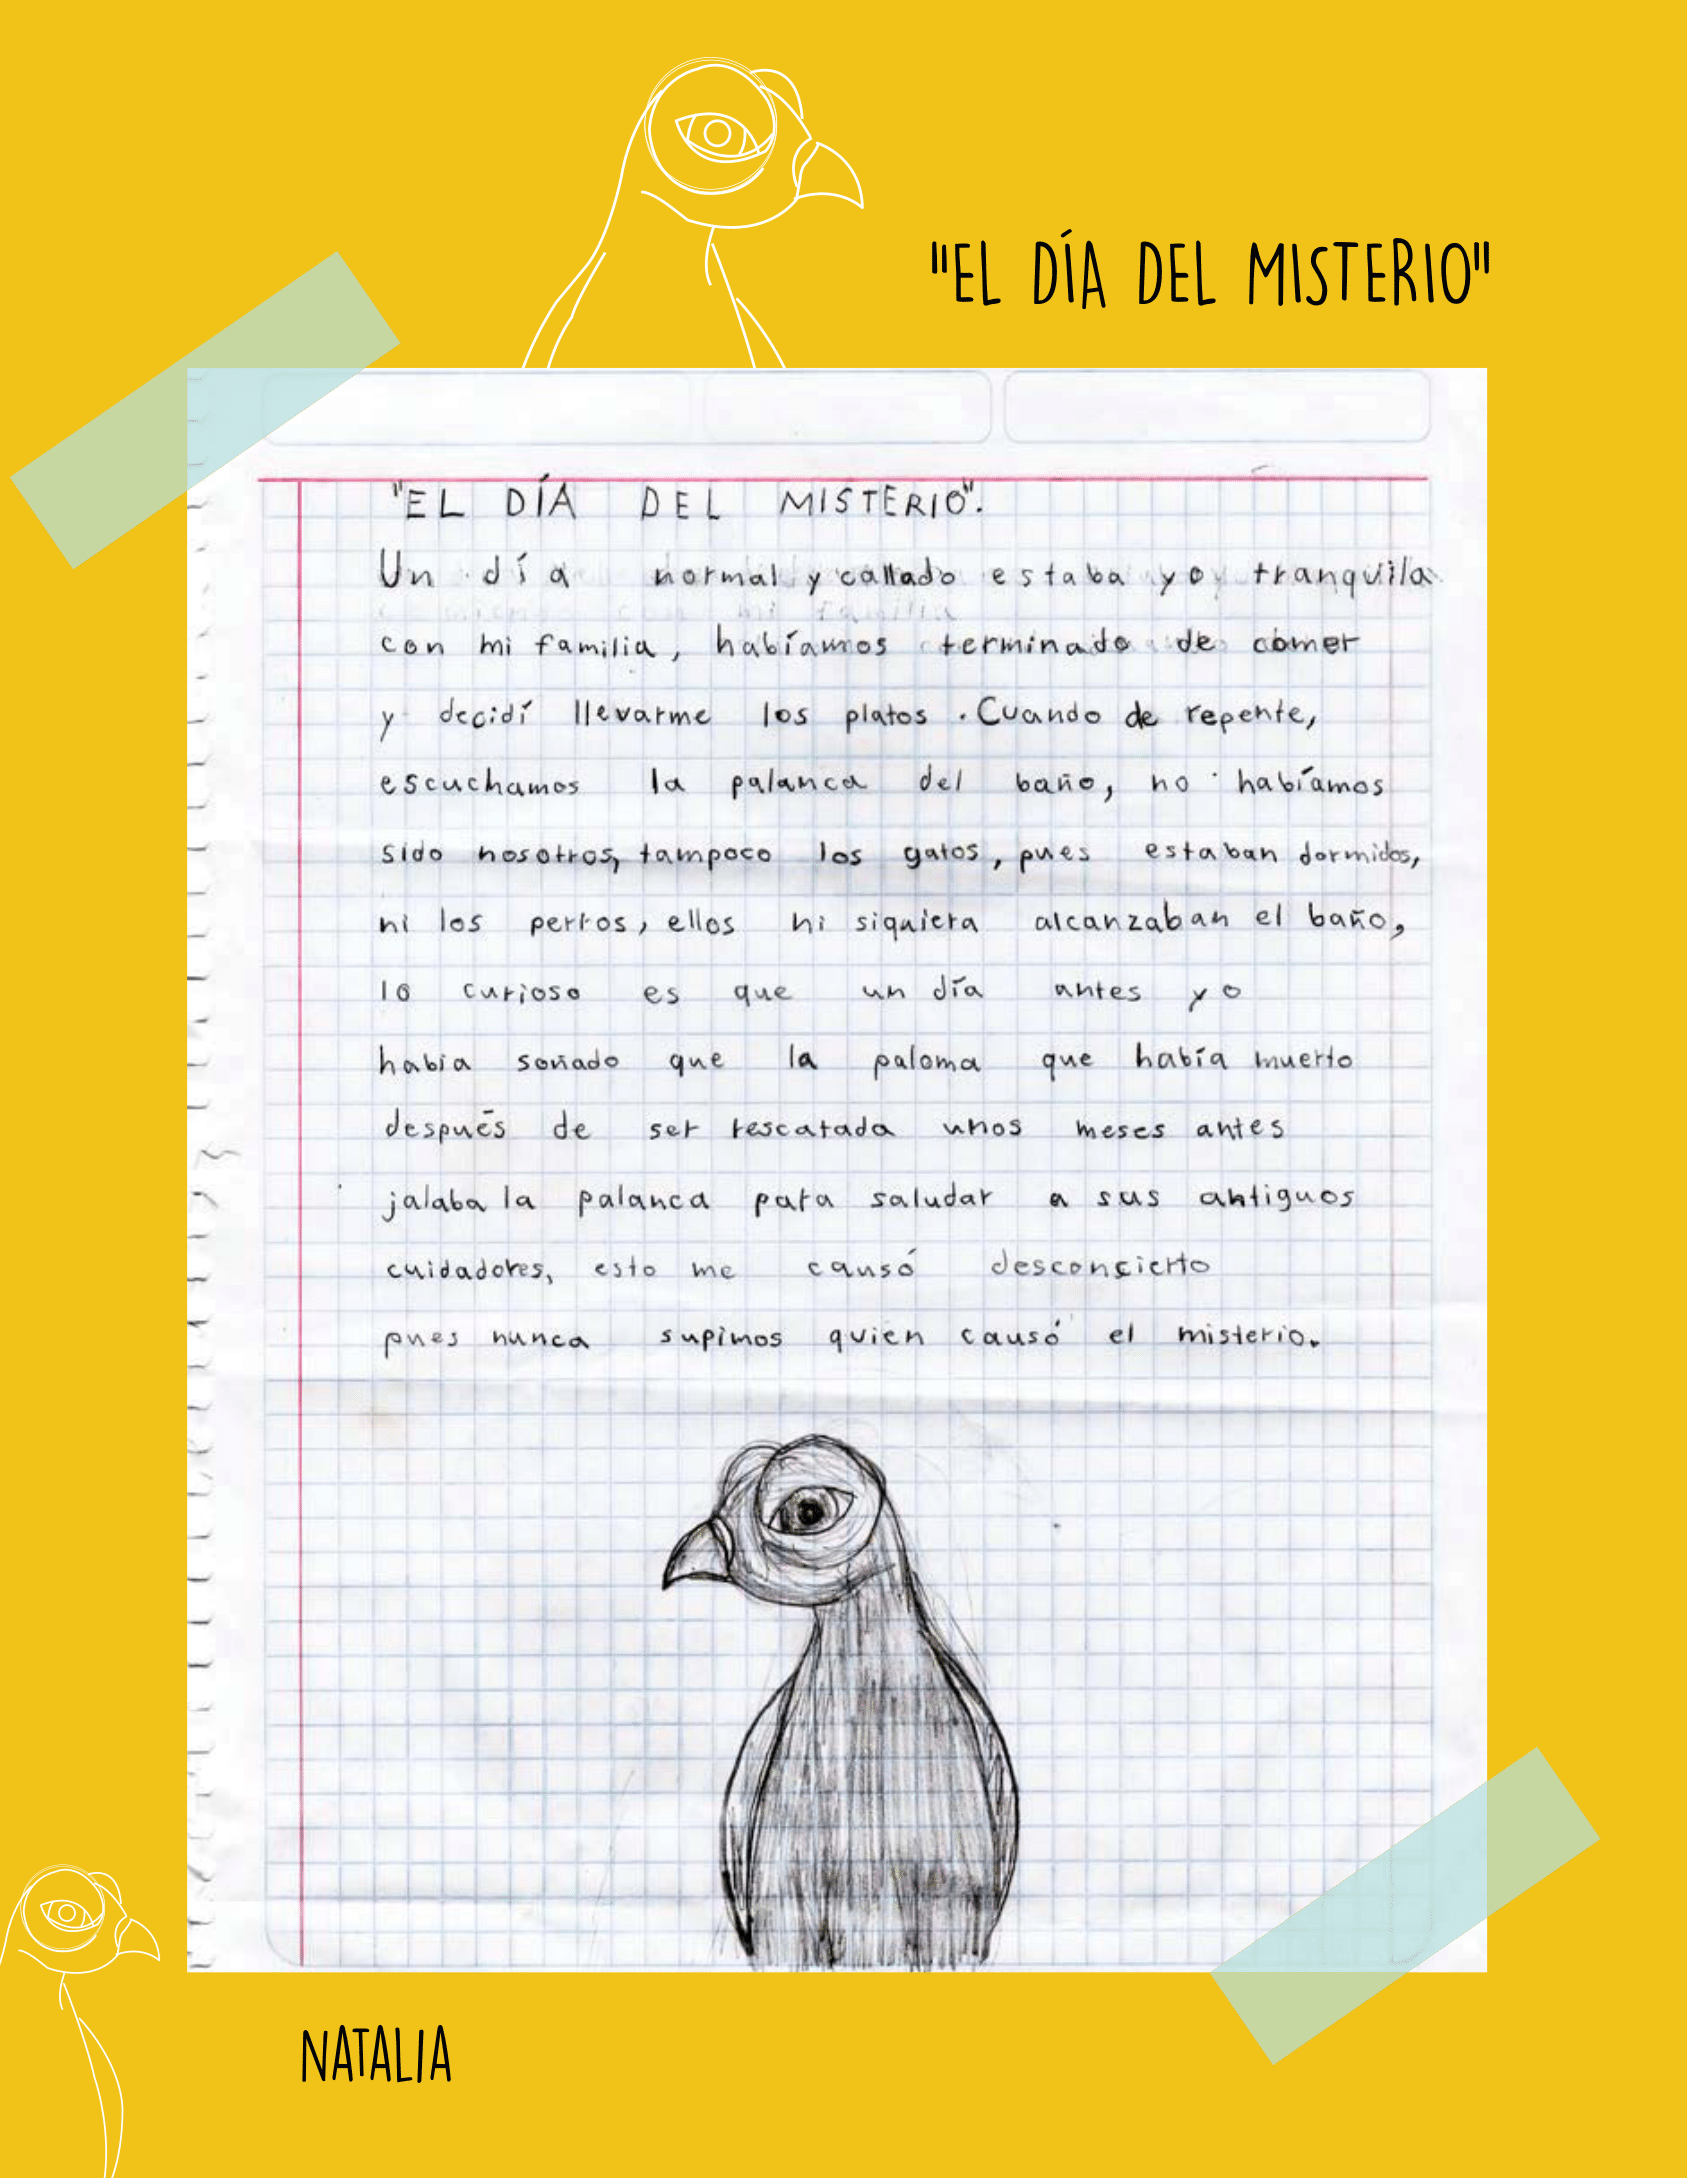 "EL DÍA DEL MISTERIO"
"EL DÍA DEL MISTERIO".
Un día normal y callado estaba yo tranquila
con mi familia, habíamos terminado de comer
y decidí llevarme los platos. Cuando de repente,
escuchamos la palanca del baño, no habíamos
sido nosotros, tampoco los gatos, pues estaban dormidos,
ni los perros, ellos ni siquiera alcanzaban el baño,
lo curioso es que un día antes yo
habia soñado que la paloma que había muerto
después de ser rescatada unos meses antes
jalaba la palanca para saludar a sus antiguos
cuidadores, esto me causó desconcierto
pues nunca supimos quien causó el misterio.
NATALIA